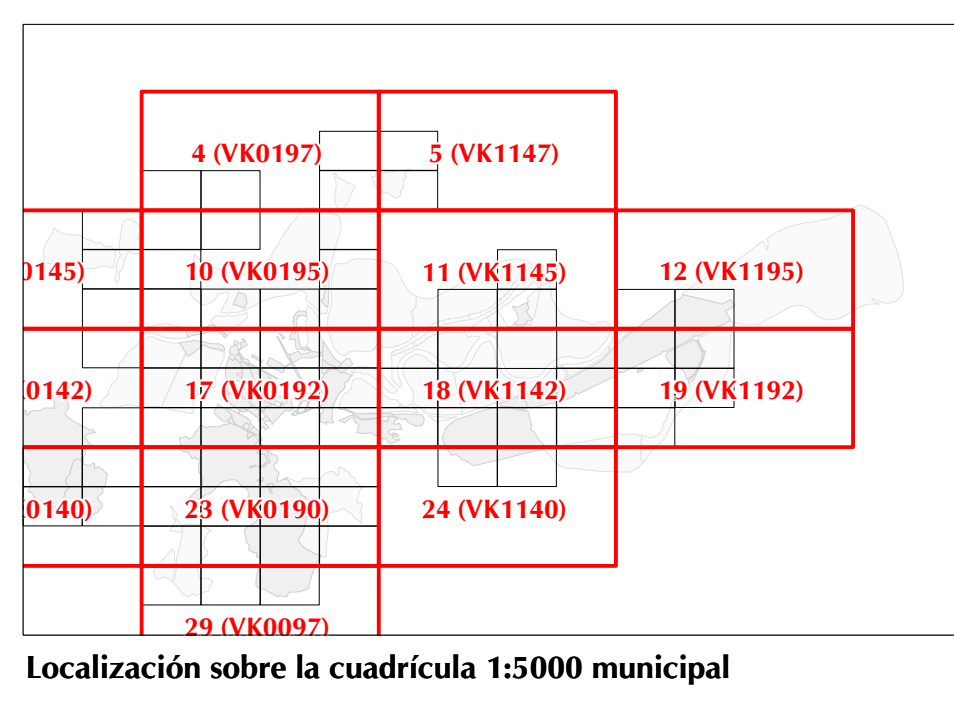 4 (VK0197)
5 (VK1147)
0145)
10 (VK0195)
11 (VK1145)
12 (VK1195)
0142)
17 (VK0192)
18 (VK1142)
19 (VK1192)
0140)
23 (VK0190)
24 (VK1140)
29 (VK0097)
Localización sobre la cuadrícula 1:5000 municipal